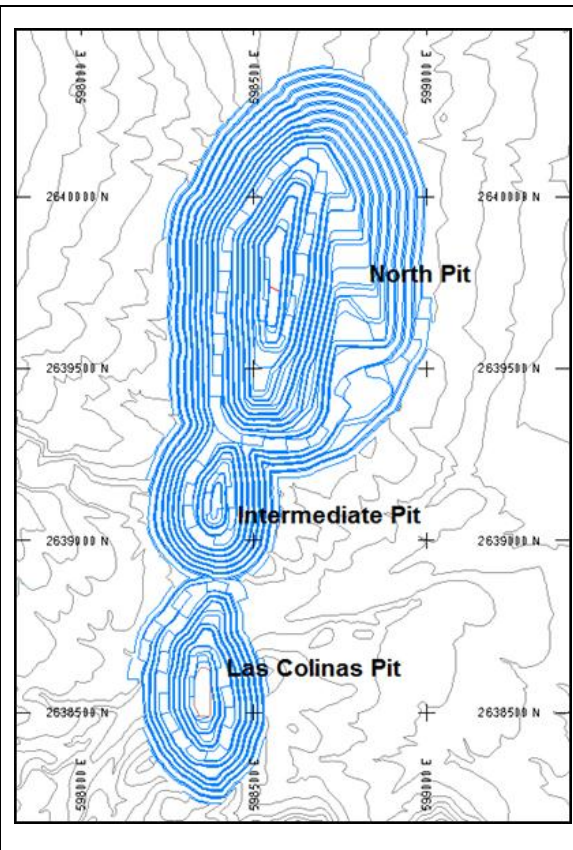 598000 E 598500 E 599000 E
2640000 N 2640000 N
North Pit
2639500 N 2639500 N
Intermediate Pit
2639000 N 2639000 N
Las Colinas Pit
2638500 N 2638500 N
598000 E 598500 E 599000 E